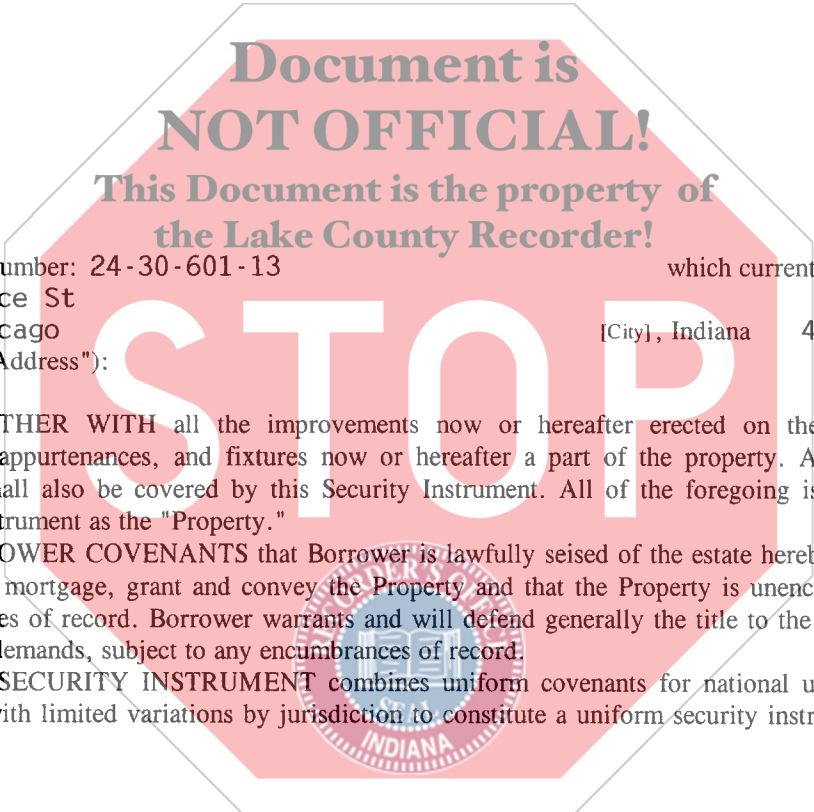 Document is
NOT OFFICIAL!
This Document is the property of
the Lake County Recorder!
umber: 24-30-601-13 which current
ce St
cago [City], Indiana 4
Address"):
STOP
THER WITH all the improvements now or hereafter erected on the
appurtenances, and fixtures now or hereafter a part of the property. A
all also be covered by this Security Instrument. All of the foregoing is
trument as the "Property."
OWER COVENANTS that Borrower is lawfully seised of the estate hereb
mortgage, grant and convey the Property and that the Property is unenc
es of record. Borrower warrants and will defend generally the title to the
demands, subject to any encumbrances of record.
SECURITY INSTRUMENT combines uniform covenants for national u
ith limited variations by jurisdiction to constitute a uniform security instr
RECORDER'S OFFICE
SEAL
INDIANA